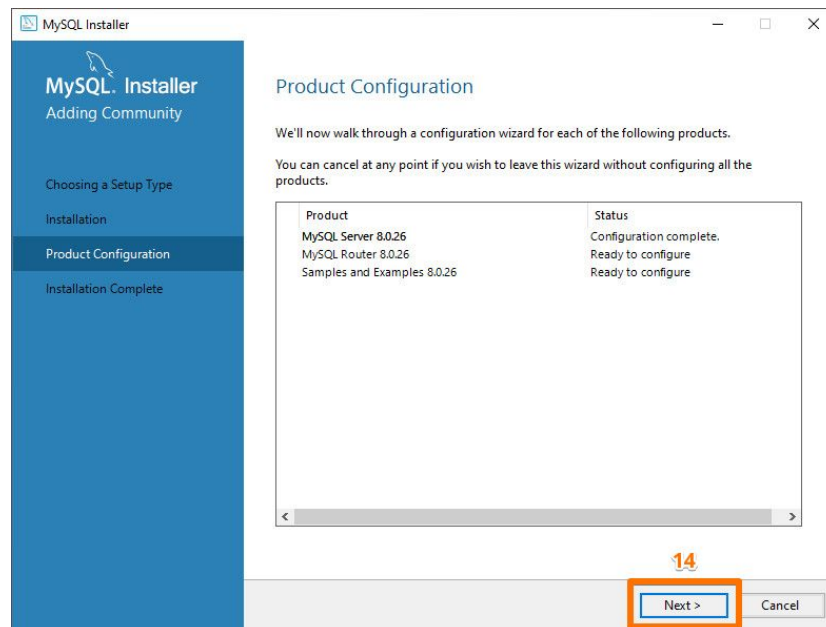 MySQL Installer
MySQL. Installer
Adding Community
Choosing a Setup Type
Installation
Product Configuration
Installation Complete
Product Configuration
We'll now walk through a configuration wizard for each of the following products.
You can cancel at any point if you wish to leave this wizard without configuring all the
products.
Product Status
MySQL Server 8.0.26 Configuration complete.
MySQL Router 8.0.26 Ready to configure
Samples and Examples 8.0.26 Ready to configure
14
Next > Cancel